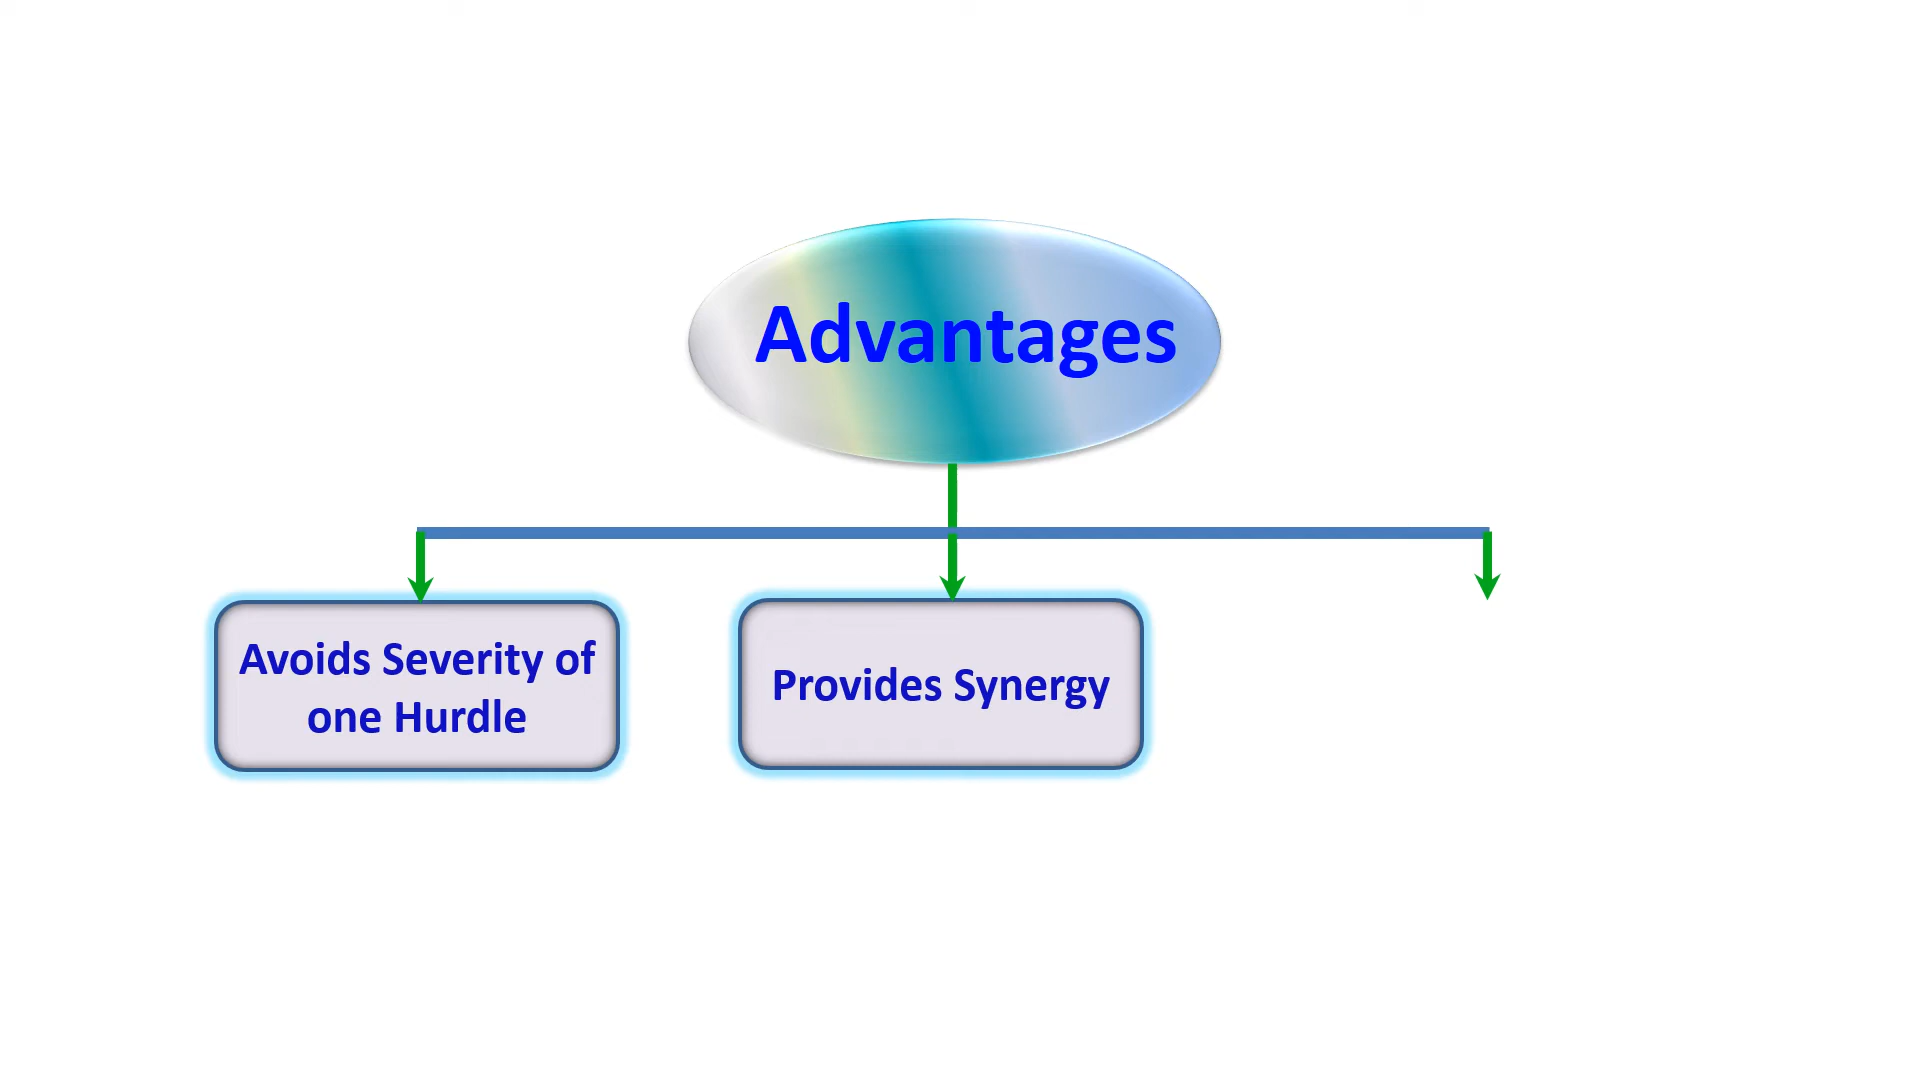 Advantages
Avoids Severity of
one Hurdle
Provides Synergy